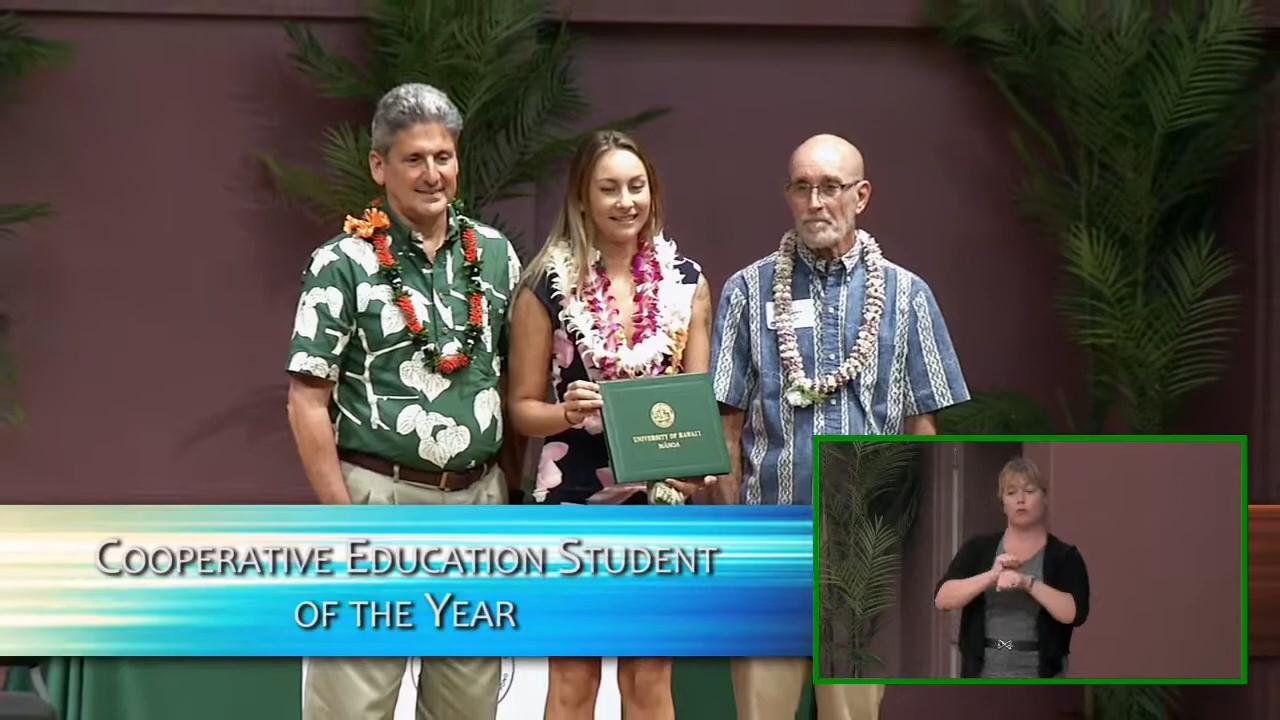 UNIVERSITY OF HAWAI'I
MĀNOA
COOPERATIVE EDUCATION STUDENT
OF THE YEAR